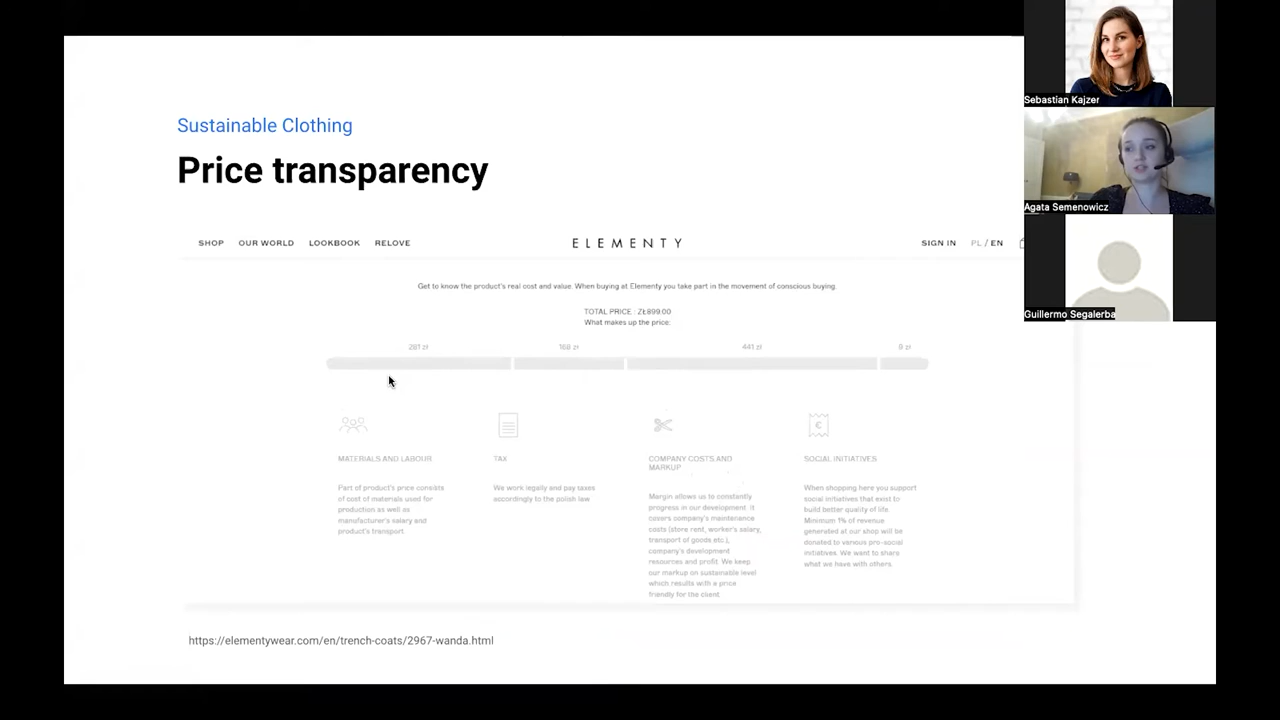 Sustainable Clothing
Price transparency
SHOP OUR WORLD LOOKBOOK RELOVE
ELEMENTY
SIGN IN PL / EN
Get to know the product's real cost and value. When buying at Elementy you take part in the movement of conscious buying.
TOTAL PRICE : ZŁ899.00
What makes up the price:
281 zł 168 zł 441 zł 9 zł
MATERIALS AND LABOUR
Part of product's price consists
of cost of materials used for
production as well as
manufacturer's salary and
product's transport
TAX
We work legally and pay taxes
accordingly to the polish law
COMPANY COSTS AND
MARKUP
Margin allows us to constantly
progress in our development. It
covers company's maintenance
costs (store rent, worker's salary,
transport of goods etc.),
company's development
resources and profit. We keep
our markup on sustainable level
which results with a price
friendly for the client.
€
SOCIAL INITIATIVES
When shopping here you support
social initiatives that exist to
build better quality of life.
Minimum 1% of revenue
generated at our shop will be
donated to various pro-social
initiatives. We want to share
what we have with others.
https://elementywear.com/en/trench-coats/2967-wanda.html
Sebastian Kajzer
Agata Semenowicz
Guillermo Segalerba